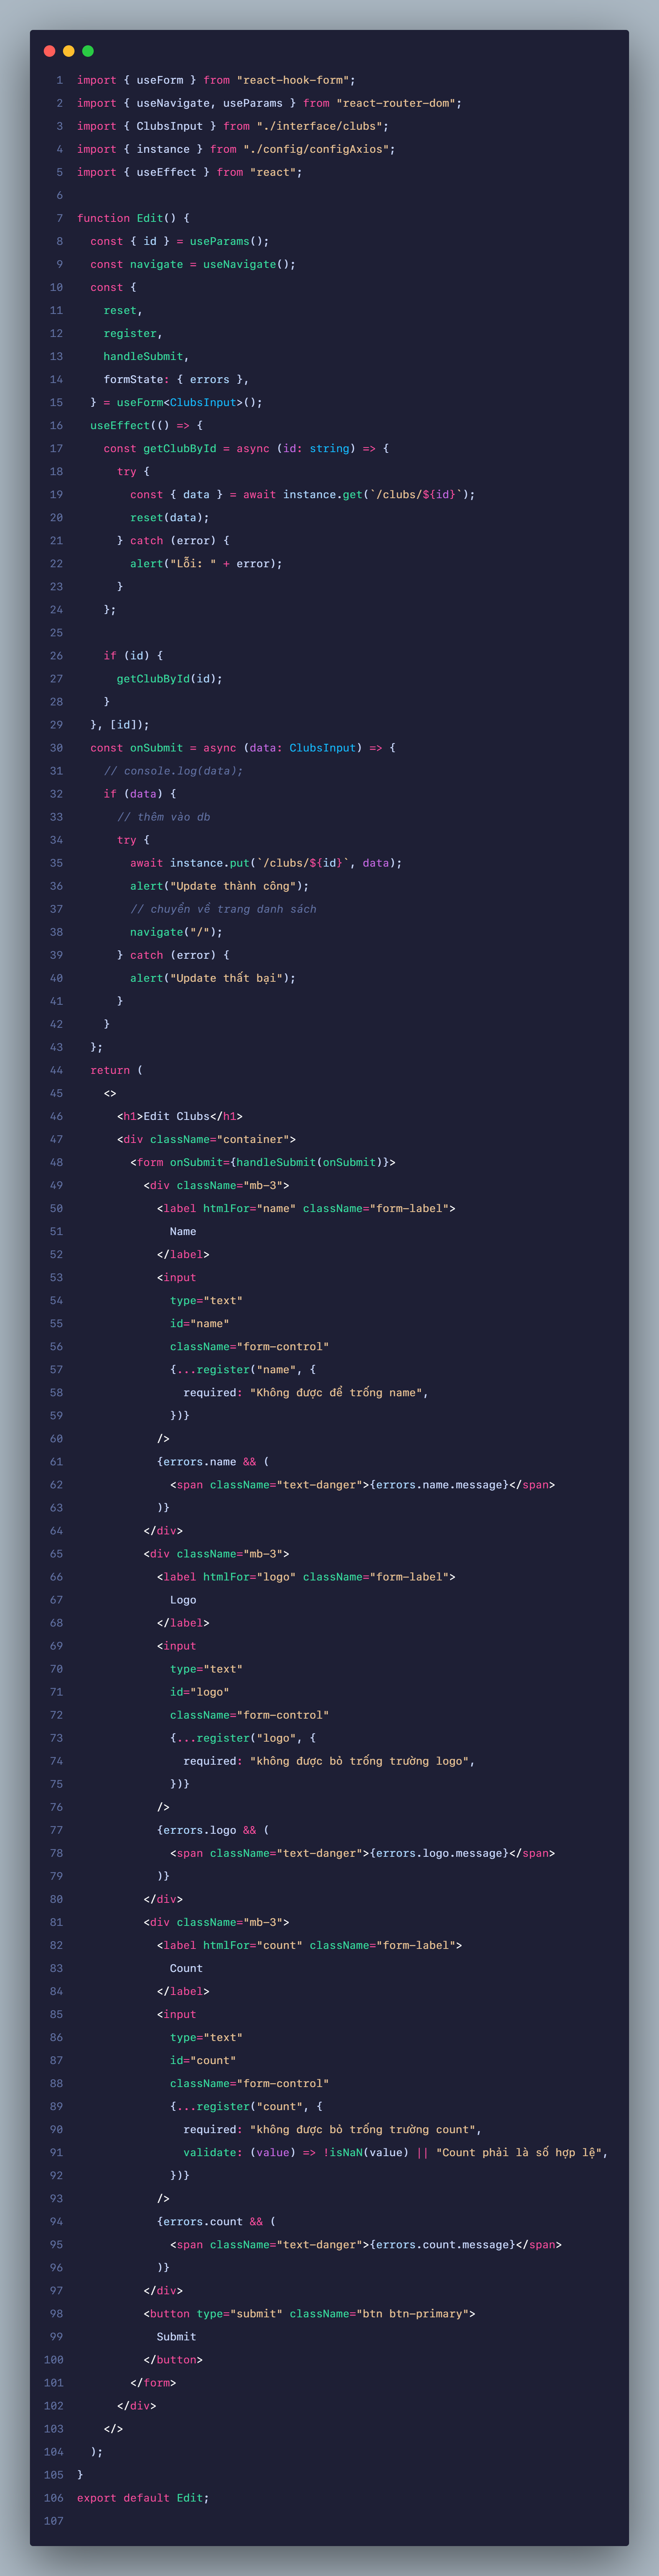 1 import { useForm } from "react-hook-form";
2 import { useNavigate, useParams } from "react-router-dom";
3 import { ClubsInput } from "./interface/clubs";
4 import { instance } from "./config/configAxios";
5 import { useEffect } from "react";
6
7 function Edit() {
8   const { id } = useParams();
9   const navigate = useNavigate();
10   const {
11     reset,
12     register,
13     handleSubmit,
14     formState: { errors },
15   } = useForm<ClubsInput>();
16   useEffect(() => {
17     const getClubById = async (id: string) => {
18       try {
19         const { data } = await instance.get(`/clubs/${id}`);
20         reset(data);
21       } catch (error) {
22         alert("Lỗi: " + error);
23       }
24     };
25
26     if (id) {
27       getClubById(id);
28     }
29   }, [id]);
30   const onSubmit = async (data: ClubsInput) => {
31     // console.log(data);
32     if (data) {
33       // thêm vào db
34       try {
35         await instance.put(`/clubs/${id}`, data);
36         alert("Update thành công");
37         // chuyển về trang danh sách
38         navigate("/");
39       } catch (error) {
40         alert("Update thất bại");
41       }
42     }
43   };
44   return (
45     <>
46       <h1>Edit Clubs</h1>
47       <div className="container">
48         <form onSubmit={handleSubmit(onSubmit)}>
49           <div className="mb-3">
50             <label htmlFor="name" className="form-label">
51               Name
52             </label>
53             <input
54               type="text"
55               id="name"
56               className="form-control"
57               {...register("name", {
58                 required: "Không được để trống name",
59               })}
60             />
61             {errors.name && (
62               <span className="text-danger">{errors.name.message}</span>
63             )}
64           </div>
65           <div className="mb-3">
66             <label htmlFor="logo" className="form-label">
67               Logo
68             </label>
69             <input
70               type="text"
71               id="logo"
72               className="form-control"
73               {...register("logo", {
74                 required: "không được bỏ trống trường logo",
75               })}
76             />
77             {errors.logo && (
78               <span className="text-danger">{errors.logo.message}</span>
79             )}
80           </div>
81           <div className="mb-3">
82             <label htmlFor="count" className="form-label">
83               Count
84             </label>
85             <input
86               type="text"
87               id="count"
88               className="form-control"
89               {...register("count", {
90                 required: "không được bỏ trống trường count",
91                 validate: (value) => !isNaN(value) || "Count phải là số hợp lệ",
92               })}
93             />
94             {errors.count && (
95               <span className="text-danger">{errors.count.message}</span>
96             )}
97           </div>
98           <button type="submit" className="btn btn-primary">
99             Submit
100           </button>
101         </form>
102       </div>
103     </>
104   );
105 }
106 export default Edit;
107